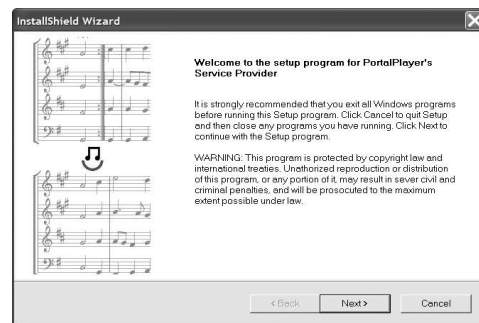 InstallShield Wizard
Welcome to the setup program for PortalPlayer's
Service Provider
It is strongly recommended that you exit all Windows programs
before running this Setup program. Click Cancel to quit Setup
and then close any programs you have running. Click Next to
continue with the Setup program.
WARNING: This program is protected by copyright law and
international treaties. Unathorized reproduction or distribution
of this program, or any portion of it, may result in sever civil and
criminal penalties, and will be prosocuted to the maximum
extent possible under law.
< Back Next > Cancel